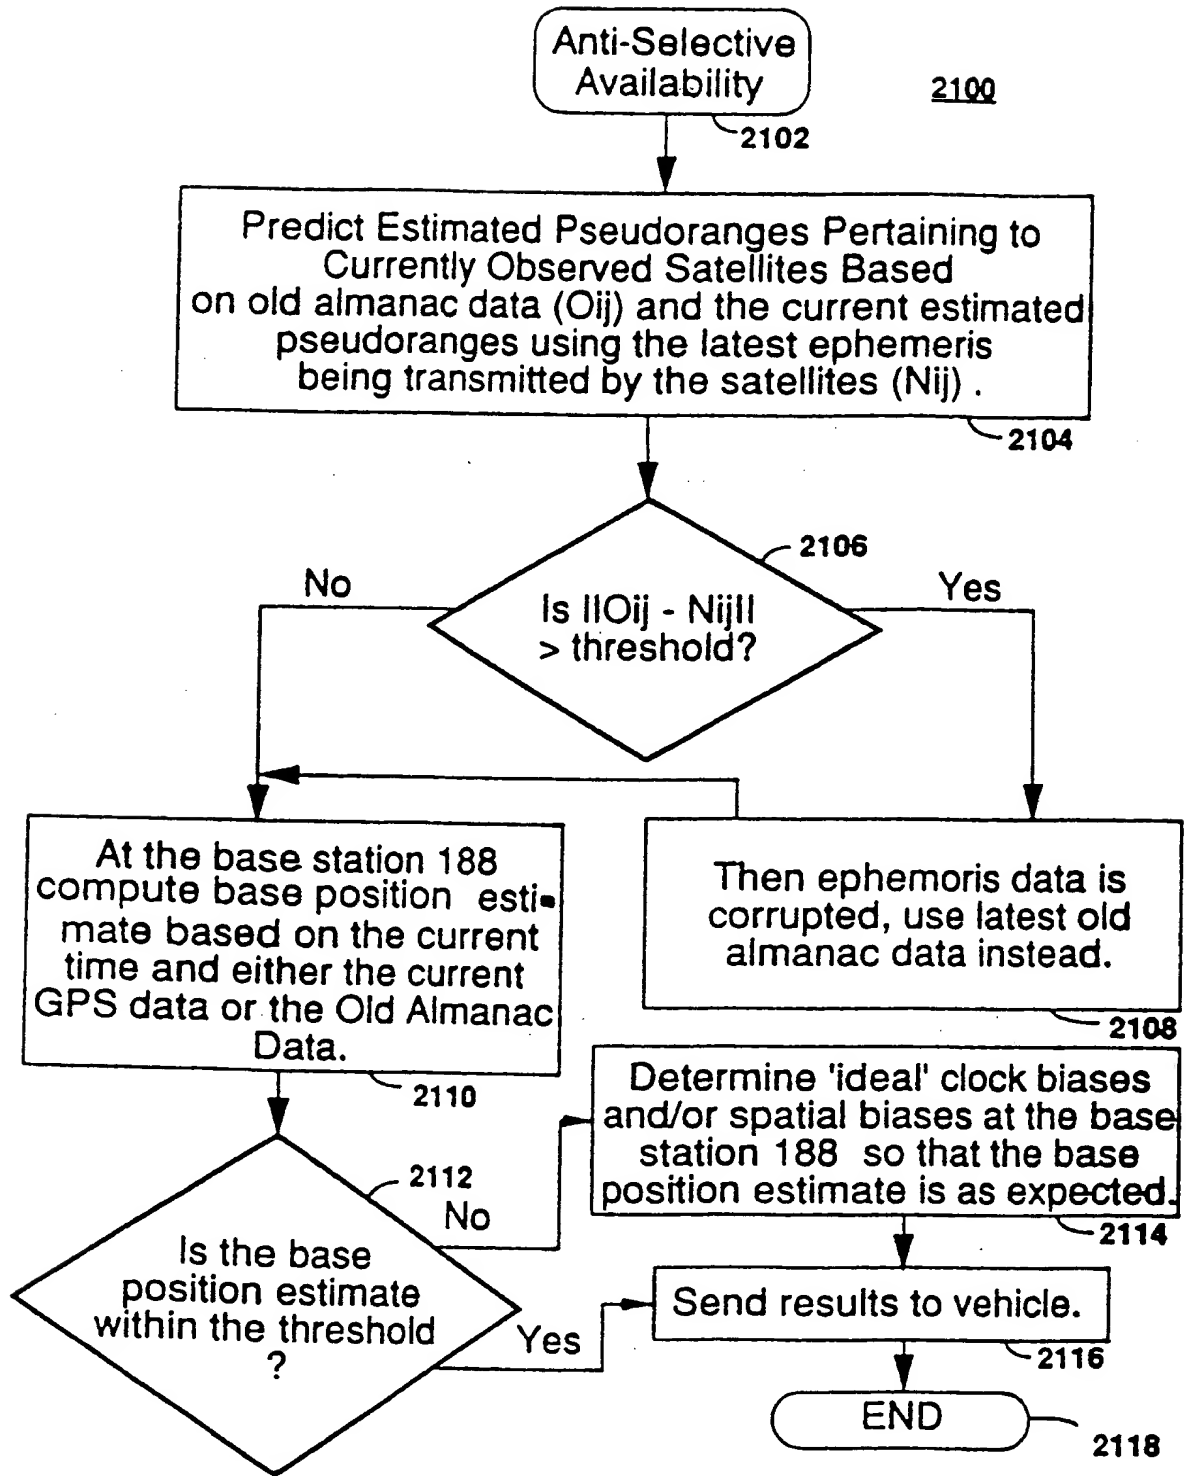 Anti-Selective
Availability
2100
2102
Predict Estimated Pseudoranges Pertaining to
Currently Observed Satellites Based
on old almanac data (Oij) and the current estimated
pseudoranges using the latest ephemeris
being transmitted by the satellites (Nij) .
2104
2106
No
Yes
Is llOij - Nijll
> threshold?
At the base station 188
compute base position esti-
mate based on the current
time and either the current
GPS data or the Old Almanac
Data.
2110
Then ephemoris data is
corrupted, use latest old
almanac data instead.
2108
Determine 'ideal' clock biases
and/or spatial biases at the base
station 188 so that the base
position estimate is as expected.
2114
2112
No
Is the base
position estimate
within the threshold
?
Yes
Send results to vehicle.
2116
END
2118